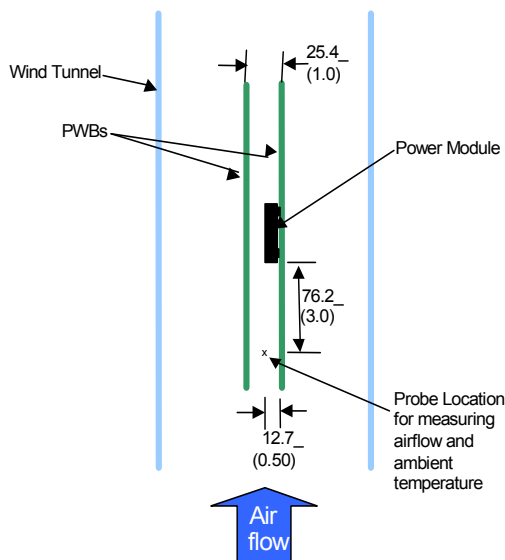 25.4_
(1.0)
Wind Tunnel
PWBs
Power Module
76.2_
(3.0)
x
Probe Location
for measuring
airflow and
ambient
temperature
12.7_
(0.50)
Air
flow